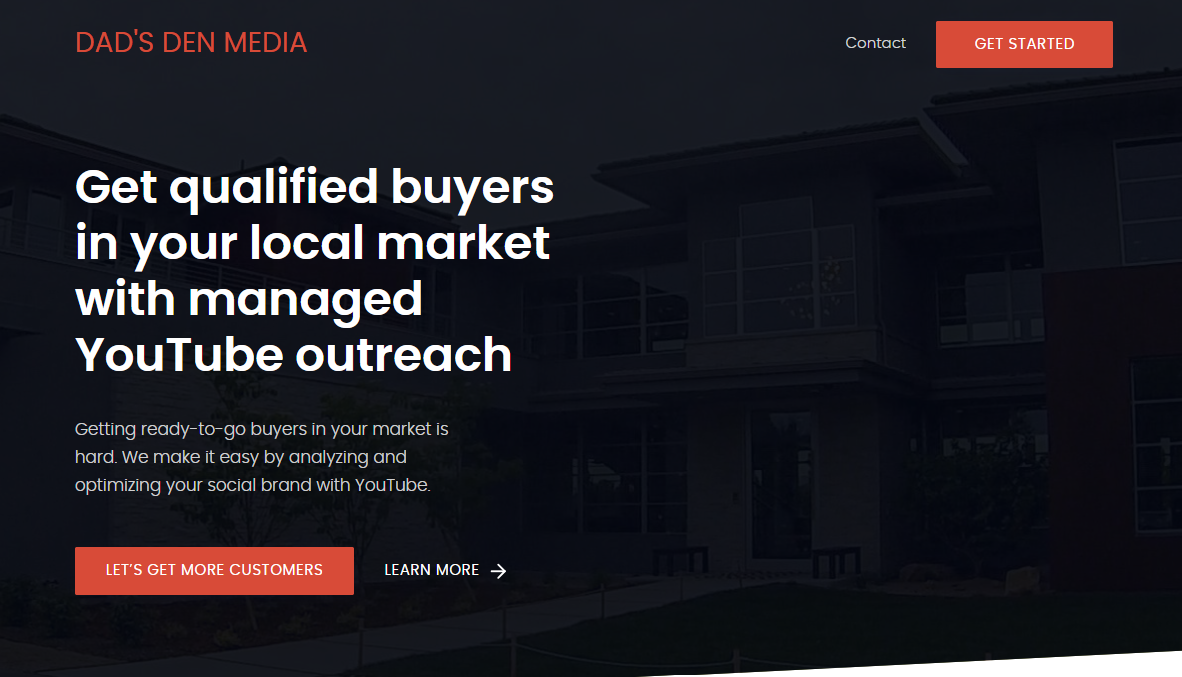 DAD'S DEN MEDIA
Contact
GET STARTED
Get qualified buyers
in your local market
with managed
YouTube outreach
Getting ready-to-go buyers in your market is
hard. We make it easy by analyzing and
optimizing your social brand with YouTube.
LET’S GET MORE CUSTOMERS
LEARN MORE →